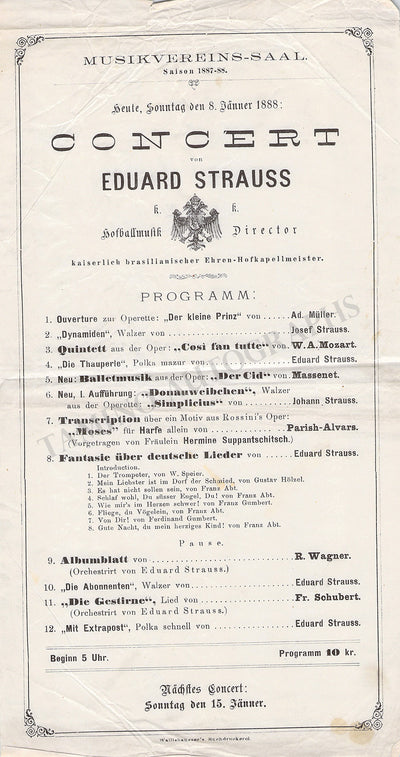 MUSIKVEREINS-SAAL.
Saison 1887-88.
Heute, Sonntag den 8. Jänner 1888:
CONCERT
von
EDUARD STRAUSS
k. k.
Hofballmusik Director
kaiserlich brasilianischer Ehren-Hofkapellmeister.
PROGRAMM:
1. Ouverture zur Operette: „Der kleine Prinz" von Ad. Müller.
2. „Dynamiden", Walzer von Josef Strauss.
3. Quintett aus der Oper: „Cosi fan tutte" von W. A. Mozart.
4. „Die Thauperle", Polka mazur von Eduard Strauss.
5. Neu: Balletmusik aus der Oper: „Der Cid" von Massenet.
6. Neu, I. Aufführung: „Donauweibchen", Walzer
aus der Operette: „Simplicius" von Johann Strauss.
7. Transcription über ein Motiv aus Rossini's Oper:
„Moses" für Harfe allein von Parish-Alvars.
(Vorgetragen von Fräulein Hermine Suppantschitsch.)
8. Fantasie über deutsche Lieder von Eduard Strauss.
Introduction.
1. Der Trompeter, von W. Speier.
2. Mein Liebster ist im Dorf der Schmied, von Gustav Hölzel.
3. Es hat nicht sollen sein, von Franz Abt.
4. Schlaf wohl, Du süsser Engel, Du! von Franz Abt.
5. Wie mir's im Herzen schwer! von Franz Gumbert.
6. Fliege, du Vögelein, von Franz Abt.
7. Von Dir! von Ferdinand Gumbert.
8. Gute Nacht, du mein herziges Kind! von Franz Abt.
Pause.
9. Albumblatt von R. Wagner.
(Orchestrirt von Eduard Strauss.)
10. „Die Abonnenten", Walzer von Eduard Strauss.
11. „Die Gestirne", Lied von Fr. Schubert.
(Orchestrirt von Eduard Strauss.)
12. „Mit Extrapost", Polka schnell von Eduard Strauss.
Beginn 5 Uhr. Programm 10 kr.
Nächstes Concert:
Sonntag den 15. Jänner.
Wallishausser's Buchdruckerei.
TAMINO AUTOGRAPHS